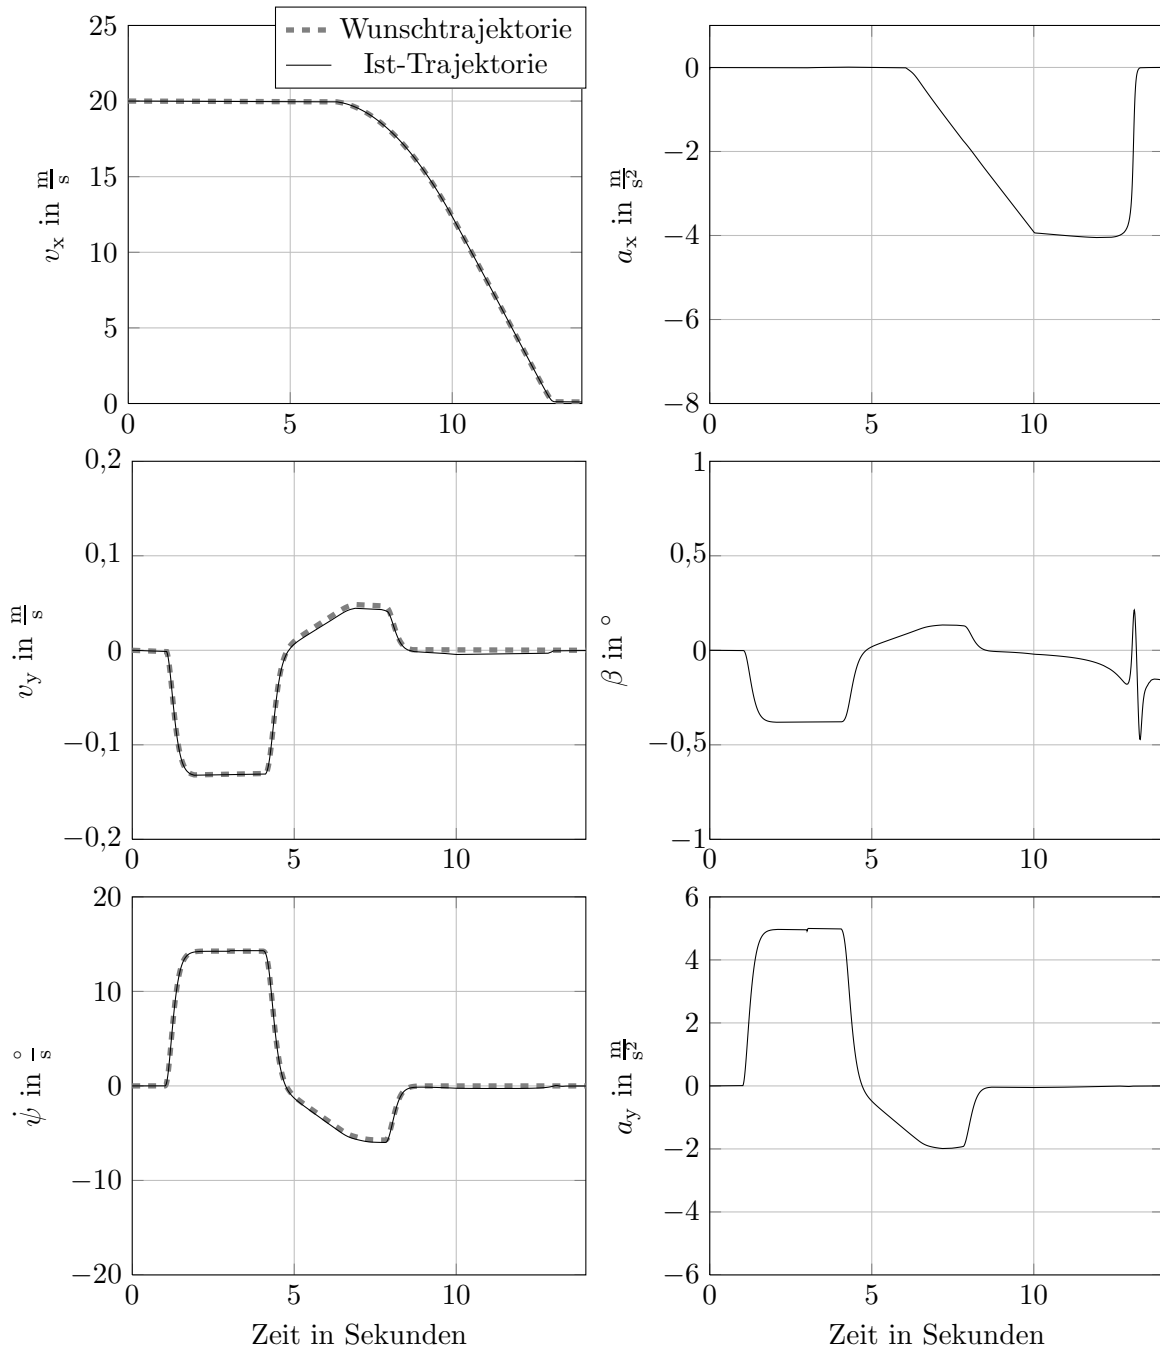 Wunschtrajektorie
Ist-Trajektorie
25
20
15
10
5
0
v_x in m/s
0 5 10
0
−2
−4
−6
−8
a_x in m/s²
0 5 10
0,2
0,1
0
−0,1
−0,2
v_y in m/s
0 5 10
1
0,5
0
−0,5
−1
β in °
0 5 10
20
10
0
−10
−20
ψ̇ in °/s
0 5 10
Zeit in Sekunden
6
4
2
0
−2
−4
−6
a_y in m/s²
0 5 10
Zeit in Sekunden